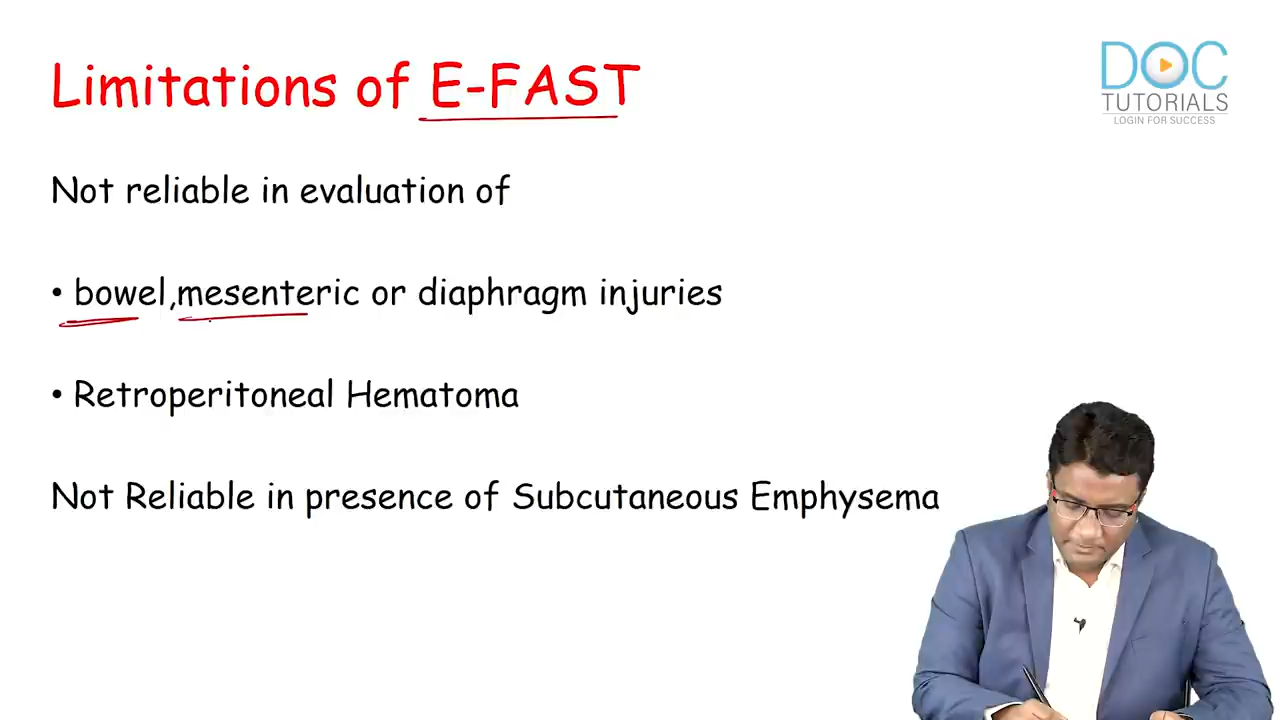 Limitations of E-FAST
DOC
TUTORIALS
LOGIN FOR SUCCESS
Not reliable in evaluation of
• bowel,mesenteric or diaphragm injuries
• Retroperitoneal Hematoma
Not Reliable in presence of Subcutaneous Emphysema